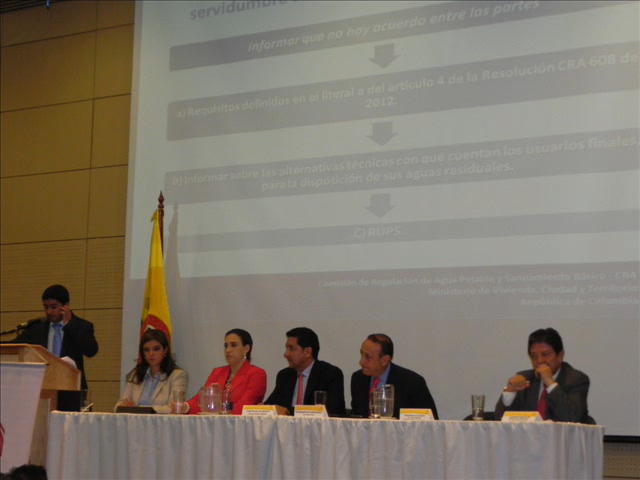 servidumbre
Informar que no hay acuerdo entre las partes
a) Requisitos definidos en el literal a del artículo 4 de la Resolución CRA 608 de
2012.
b) Informar sobre las alternativas técnicas con que cuentan los usuarios finales,
para la disposición de sus aguas residuales.
C) RUPS.
Comisión de Regulación de Agua Potable y Saneamiento Básico - CRA
Ministerio de Vivienda, Ciudad y Territorio
República de Colombia